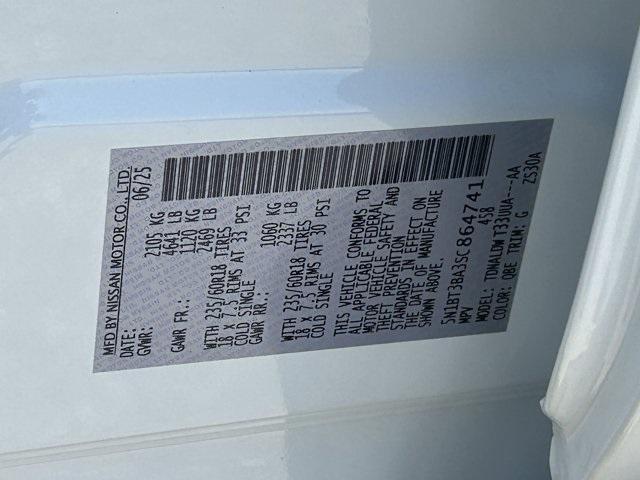 MFD BY NISSAN MOTOR CO., LTD.
DATE: 06/25
GVWR: 2105 KG
4641 LB
GAWR FR.: 1120 KG
2469 LB
WITH 235/60R18 TIRES
18 X 7.5 RIMS AT 33 PSI
COLD SINGLE
GAWR RR.: 1060 KG
2337 LB
WITH 235/60R18 TIRES
18 X 7.5 RIMS AT 30 PSI
COLD SINGLE
THIS VEHICLE CONFORMS TO
ALL APPLICABLE FEDERAL
MOTOR VEHICLE SAFETY AND
THEFT PREVENTION
STANDARDS IN EFFECT ON
THE DATE OF MANUFACTURE
SHOWN ABOVE.
5N1BT3BA3SC864741
MPV 458
MODEL: TDWALDW T33UUA---AA
COLOR: QBE TRIM: G ZS30A